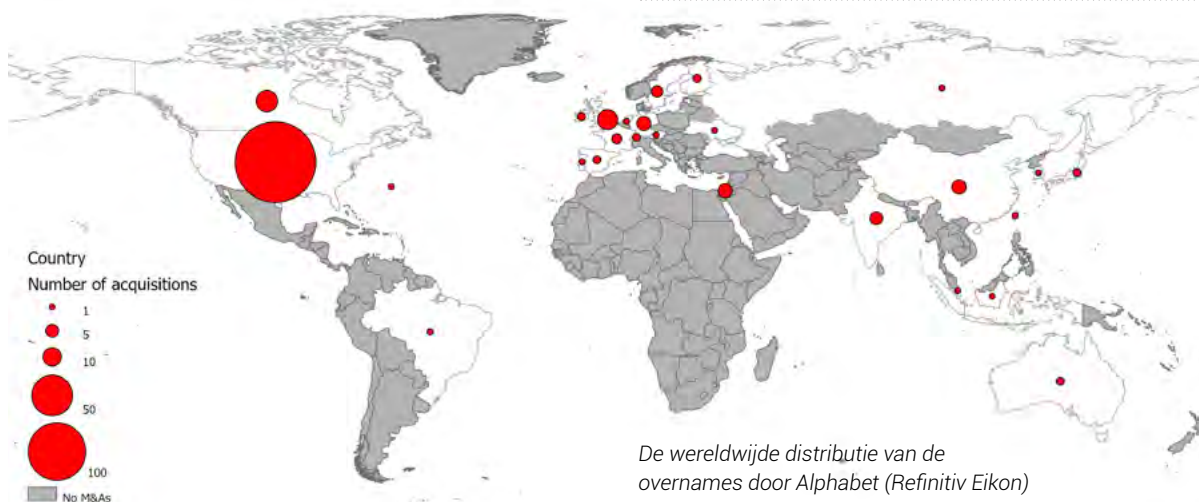 Country
Number of acquisitions
1
5
10
50
100
No M&As
De wereldwijde distributie van de
overnames door Alphabet (Refinitiv Eikon)